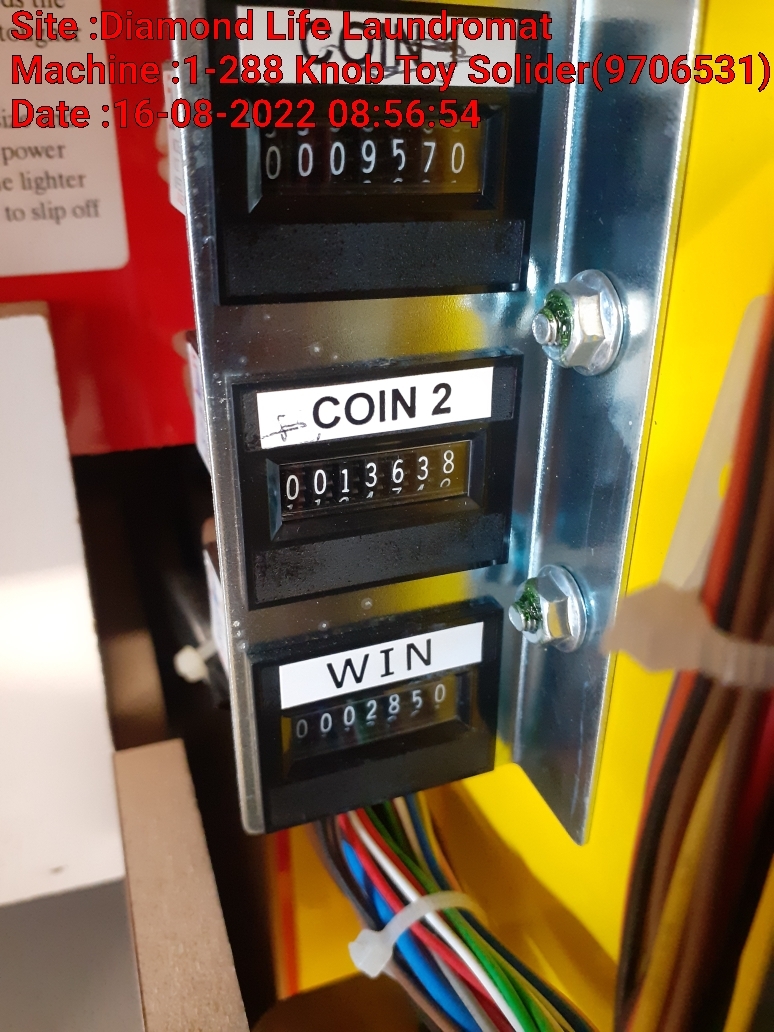 Site :Diamond Life Laundromat
Machine :1-288 Knob Toy Solider(9706531)
Date :16-08-2022 08:56:54
power
lighter
to slip off
COIN
0009570
COIN 2
0013638
WIN
0002850